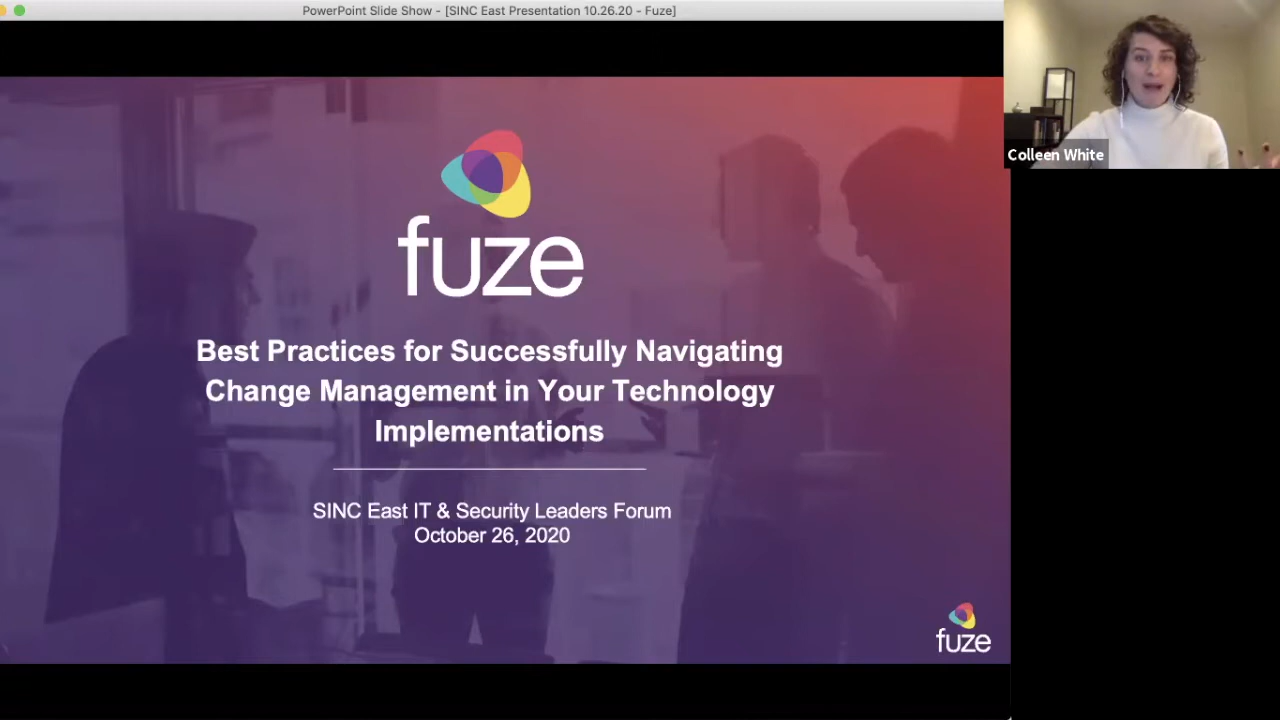 PowerPoint Slide Show - [SINC East Presentation 10.26.20 - Fuze]
Colleen White
fuze
Best Practices for Successfully Navigating
Change Management in Your Technology
Implementations
SINC East IT & Security Leaders Forum
October 26, 2020
fuze